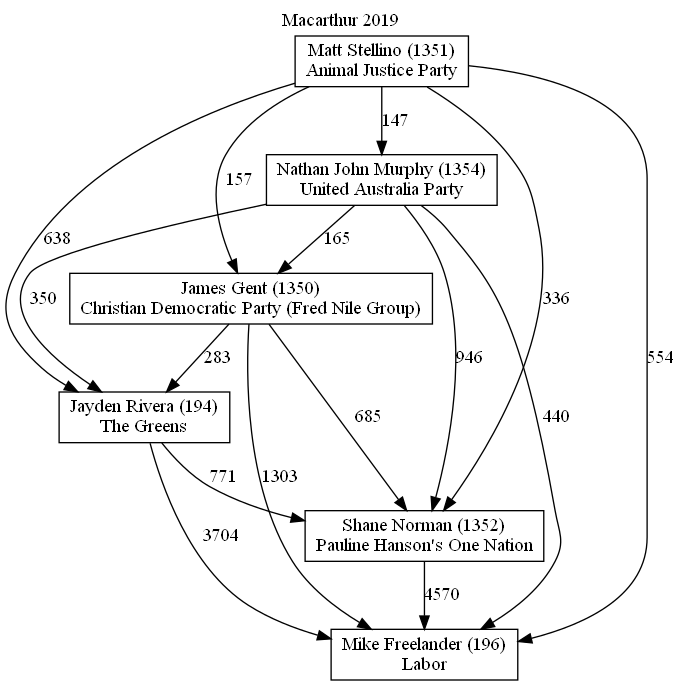 Macarthur 2019
Matt Stellino (1351)
Animal Justice Party
147
Nathan John Murphy (1354)
United Australia Party
157
638
165
James Gent (1350)
Christian Democratic Party (Fred Nile Group)
350
336
283
946
554
Jayden Rivera (194)
The Greens
685
440
771
1303
Shane Norman (1352)
Pauline Hanson's One Nation
3704
4570
Mike Freelander (196)
Labor